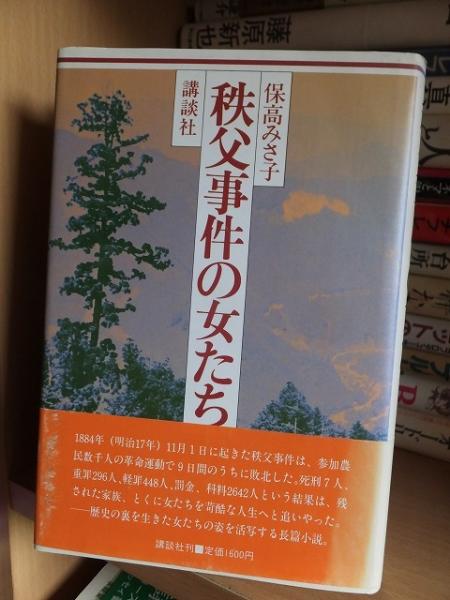 保高みさ子
秩父事件の女たち
講談社
1884年(明治17年)11月1日に起きた秩父事件は、参加農
民数千人の革命運動で9日間のうちに敗北した。死刑7人、
重罪296人、軽罪448人、罰金、科料2642人という結果は、残
された家族、とくに女たちを苛酷な人生へと追いやった。
——歴史の裏を生きた女たちの姿を活写する長篇小説。
講談社刊■定価1600円
藤原新也